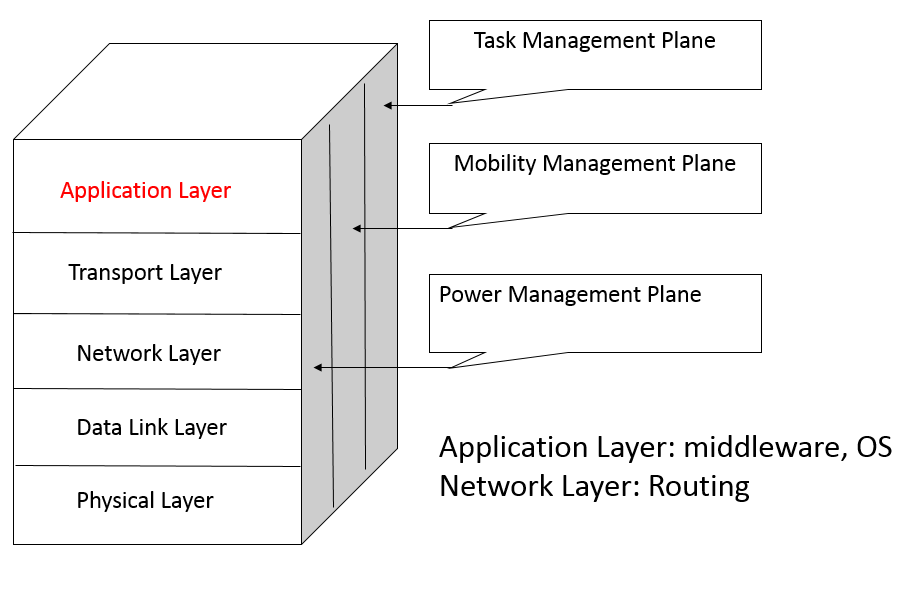 Task Management Plane
Application Layer
Mobility Management Plane
Transport Layer
Power Management Plane
Network Layer
Data Link Layer
Physical Layer
Application Layer: middleware, OS
Network Layer: Routing